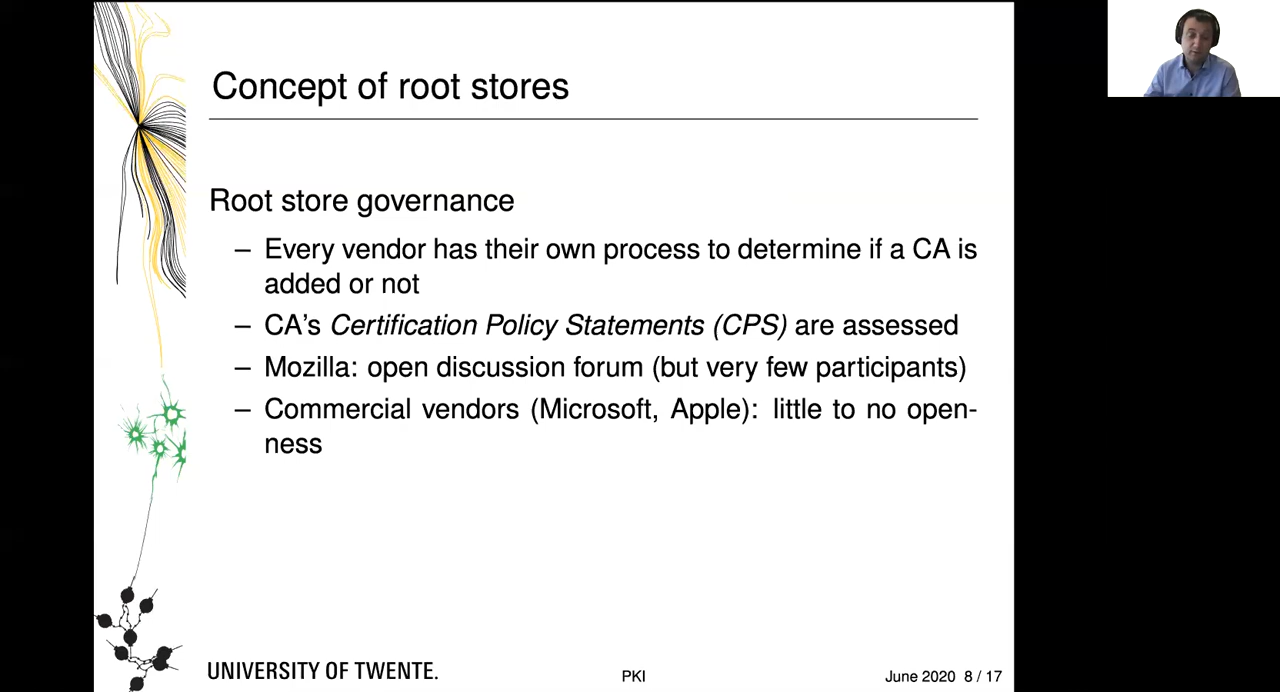 Concept of root stores
Root store governance
– Every vendor has their own process to determine if a CA is
added or not
– CA's Certification Policy Statements (CPS) are assessed
– Mozilla: open discussion forum (but very few participants)
– Commercial vendors (Microsoft, Apple): little to no open-
ness
UNIVERSITY OF TWENTE.
PKI
June 2020 8 / 17